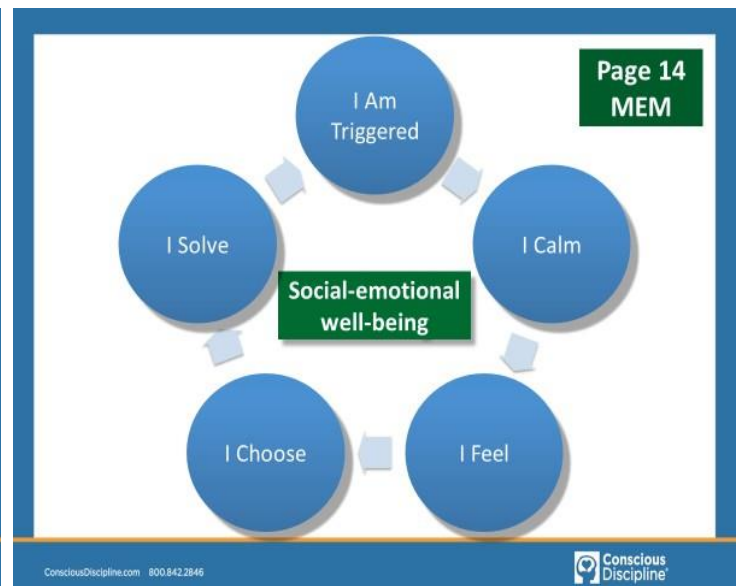 Page 14
MEM
I Am
Triggered
I Calm
I Feel
I Choose
I Solve
Social-emotional
well-being
ConsciousDiscipline.com 800.842.2846
Conscious
Discipline®